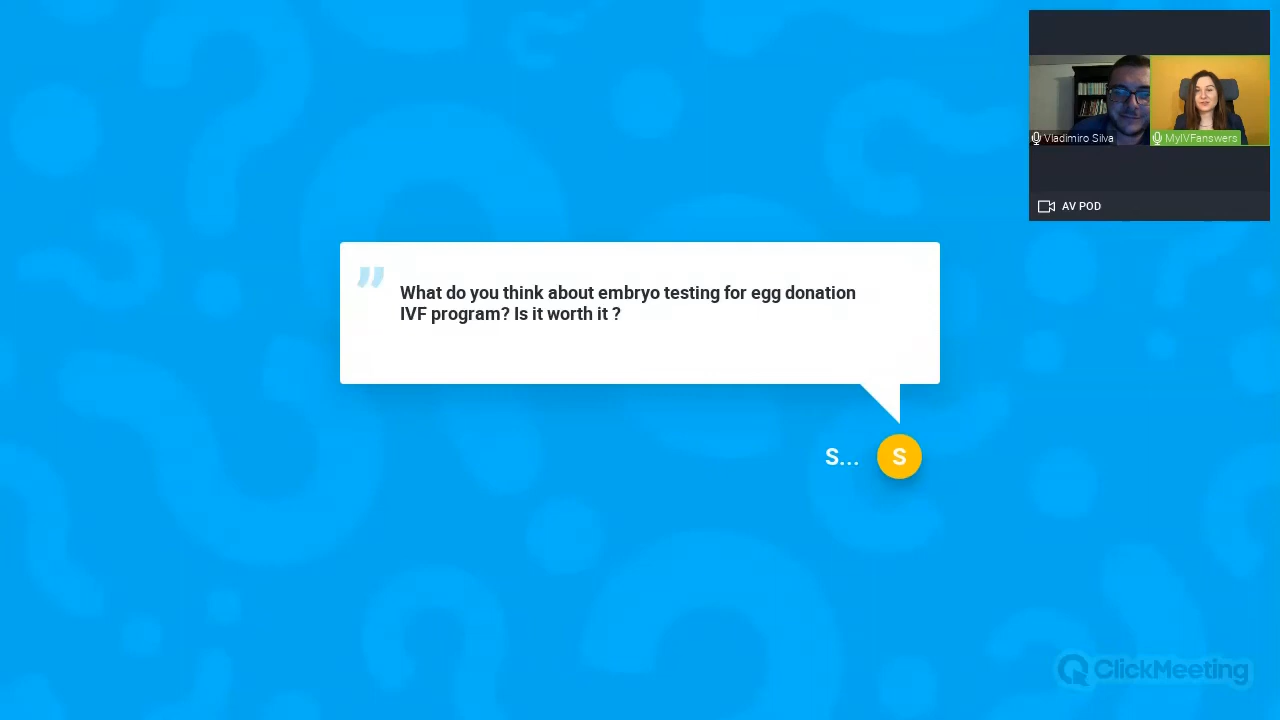 Vladimiro Silva
MyIVFanswers
AV POD
” What do you think about embryo testing for egg donation
IVF program? Is it worth it ?
S... S
ClickMeeting